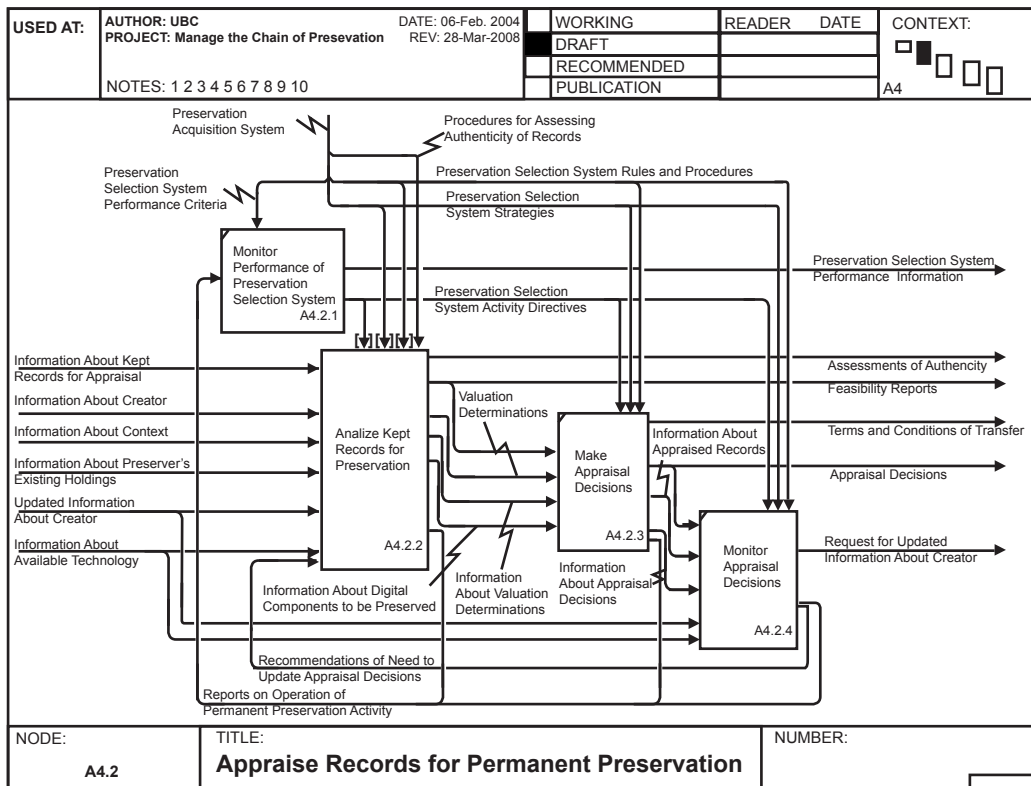 USED AT:
AUTHOR: UBC
PROJECT: Manage the Chain of Presevation
DATE: 06-Feb. 2004
REV: 28-Mar-2008
NOTES: 1 2 3 4 5 6 7 8 9 10
WORKING
DRAFT
RECOMMENDED
PUBLICATION
READER DATE
CONTEXT:
A4
Preservation
Acquisition System
Procedures for Assessing
Authenticity of Records
Preservation
Selection System
Performance Criteria
Preservation Selection System Rules and Procedures
Preservation Selection
System Strategies
Monitor
Performance of
Preservation
Selection System
A4.2.1
Preservation Selection System
Performance Information
Preservation Selection
System Activity Directives
[ ] [ ] [ ]
Information About Kept
Records for Appraisal
Information About Creator
Information About Context
Information About Preserver's
Existing Holdings
Updated Information
About Creator
Information About
Available Technology
Analize Kept
Records for
Preservation
A4.2.2
Assessments of Authencity
Feasibility Reports
Valuation
Determinations
Terms and Conditions of Transfer
Information About
Appraised Records
Appraisal Decisions
Make
Appraisal
Decisions
A4.2.3
Request for Updated
Information About Creator
Monitor
Appraisal
Decisions
A4.2.4
Information About Digital
Components to be Preserved
Information
About Valuation
Determinations
Information
About Appraisal
Decisions
Recommendations of Need to
Update Appraisal Decisions
Reports on Operation of
Permanent Preservation Activity
NODE:
A4.2
TITLE:
Appraise Records for Permanent Preservation
NUMBER: